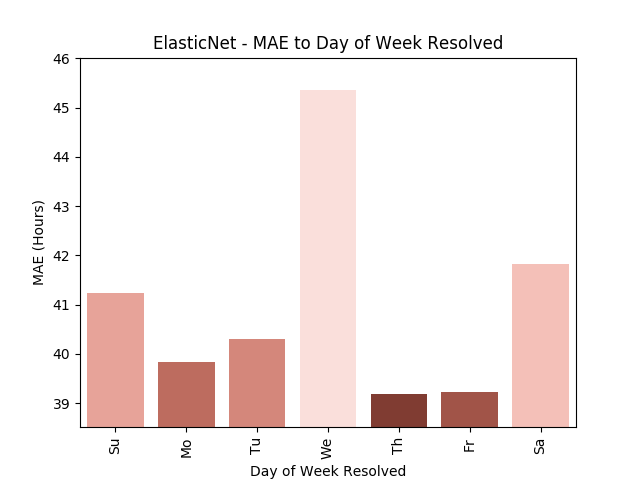 ElasticNet - MAE to Day of Week Resolved
46
45
44
43
42
41
40
39
MAE (Hours)
Su
Mo
Tu
We
Th
Fr
Sa
Day of Week Resolved